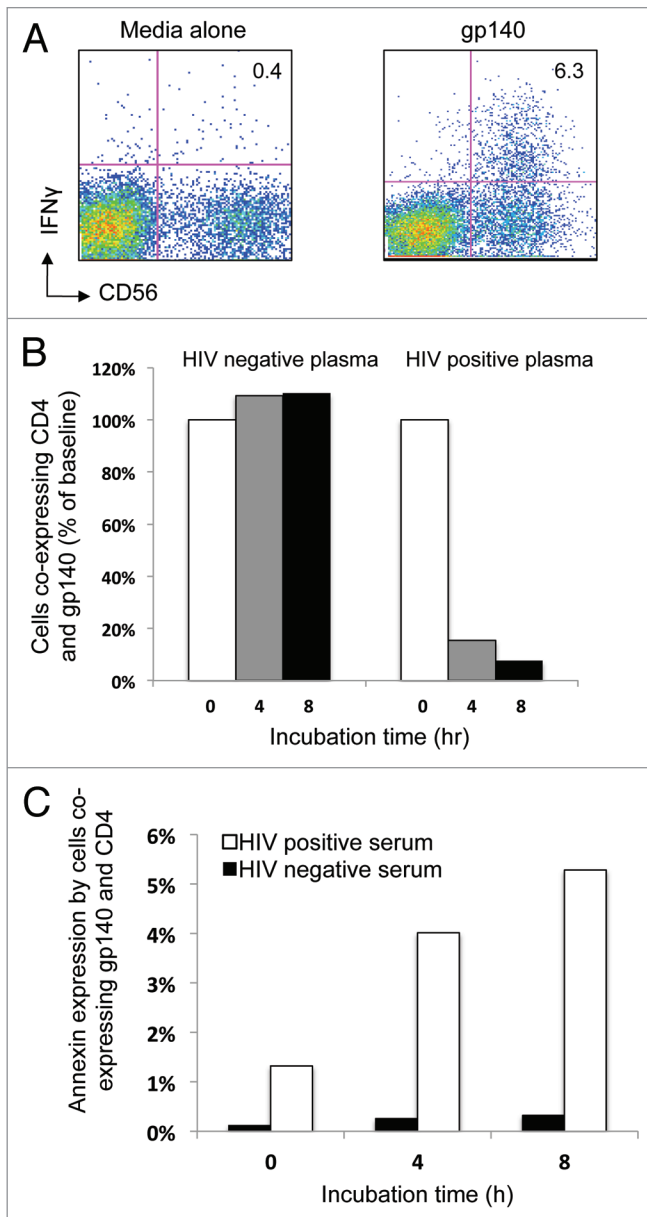 A
Media alone
gp140
0.4
6.3
IFNγ
CD56
B
HIV negative plasma
HIV positive plasma
Cells co-expressing CD4
and gp140 (% of baseline)
120%
100%
80%
60%
40%
20%
0%
0 4 8 0 4 8
Incubation time (hr)
C
Annexin expression by cells co-
expressing gp140 and CD4
HIV positive serum
HIV negative serum
6%
5%
4%
3%
2%
1%
0%
0 4 8
Incubation time (h)